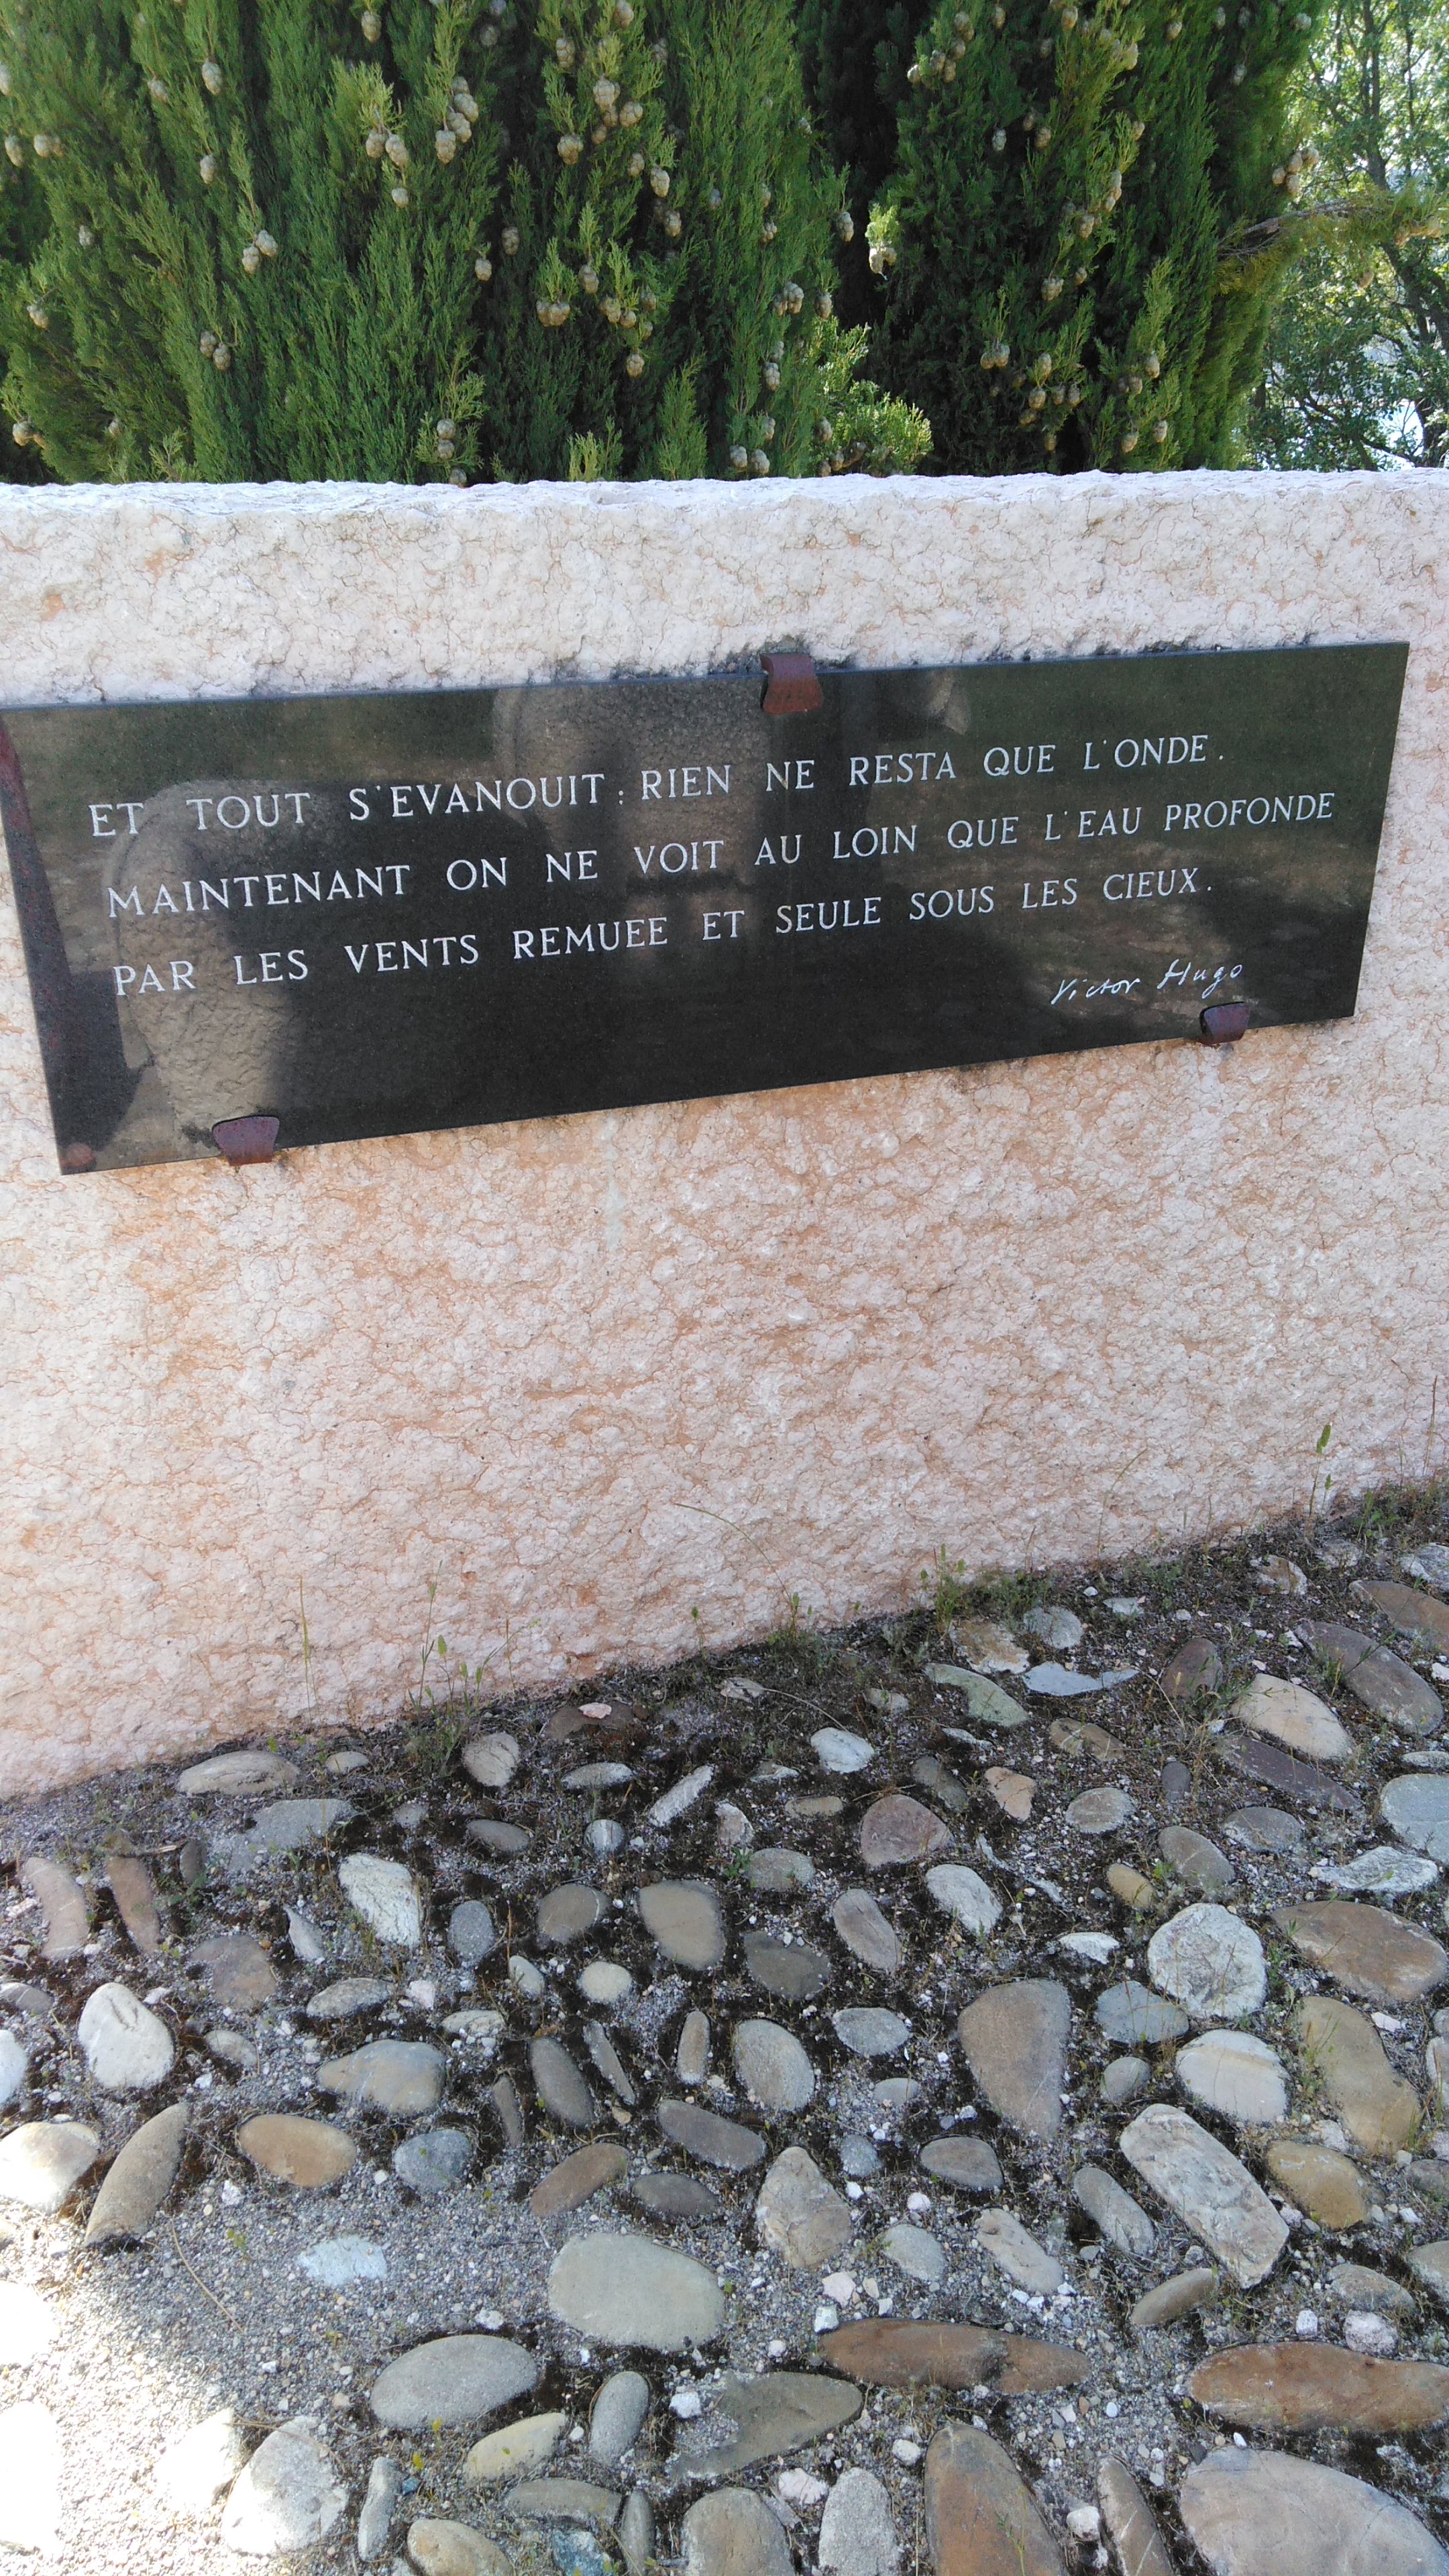 ET TOUT S'EVANOUIT : RIEN NE RESTA QUE L'ONDE.
MAINTENANT ON NE VOIT AU LOIN QUE L'EAU PROFONDE
PAR LES VENTS REMUEE ET SEULE SOUS LES CIEUX.
Victor Hugo